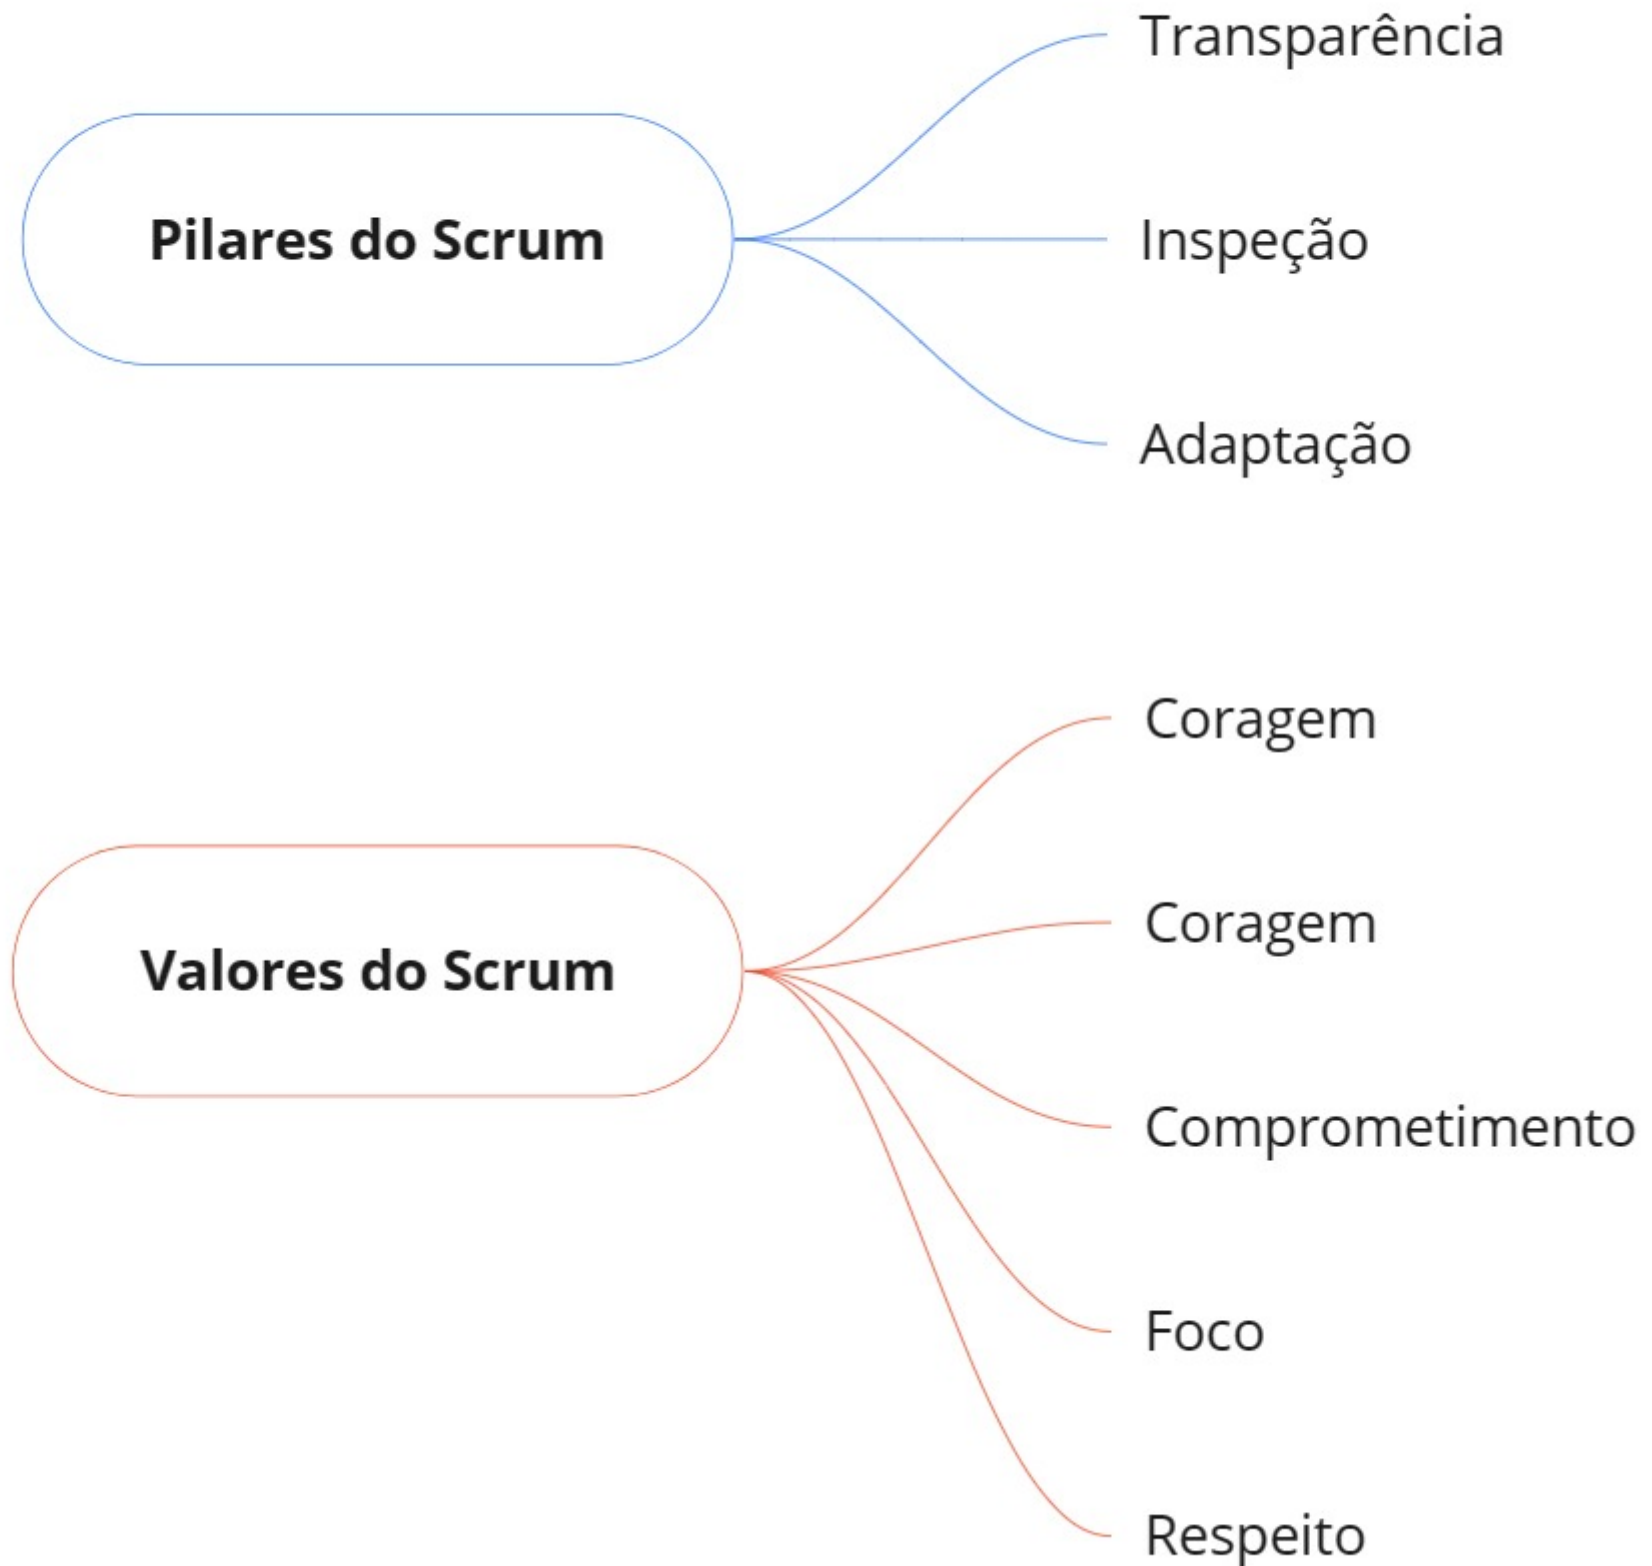 Pilares do Scrum
Transparência
Inspeção
Adaptação
Valores do Scrum
Coragem
Coragem
Comprometimento
Foco
Respeito